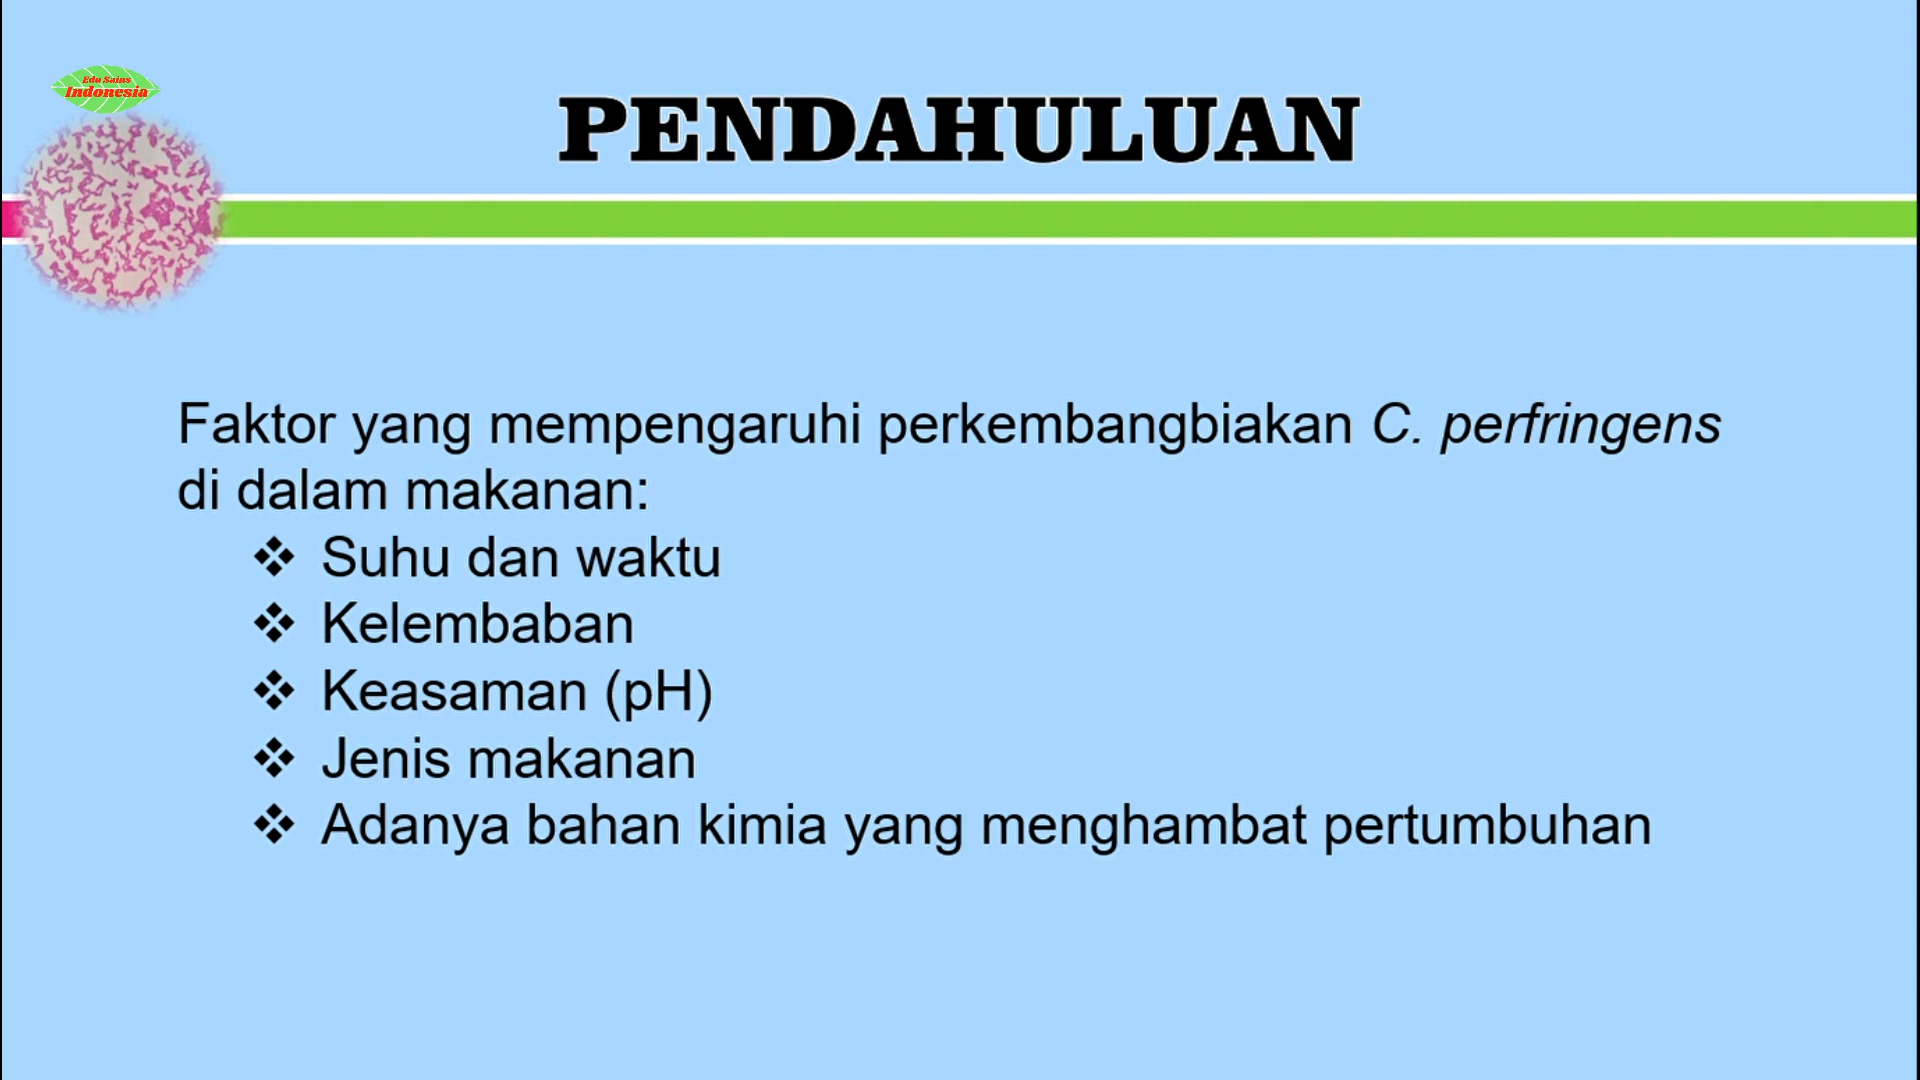 Edu Sains
Indonesia
PENDAHULUAN
Faktor yang mempengaruhi perkembangbiakan C. perfringens
di dalam makanan:
❖ Suhu dan waktu
❖ Kelembaban
❖ Keasaman (pH)
❖ Jenis makanan
❖ Adanya bahan kimia yang menghambat pertumbuhan